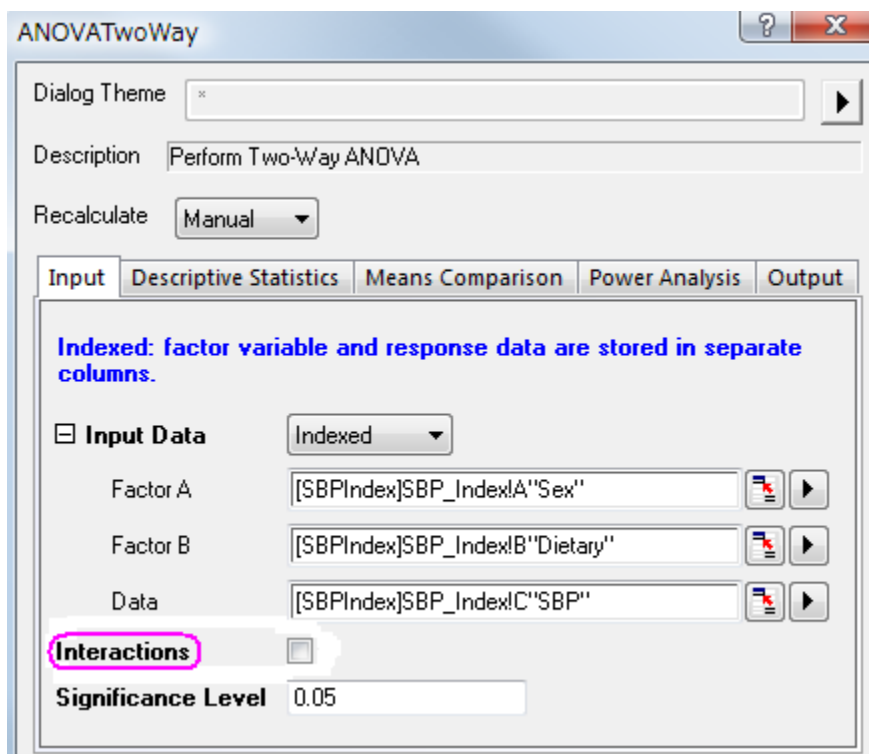 ANOVATwoWay
Dialog Theme *
Description Perform Two-Way ANOVA
Recalculate Manual
Input Descriptive Statistics Means Comparison Power Analysis Output
Indexed: factor variable and response data are stored in separate
columns.
Input Data Indexed
Factor A [SBPIndex]SBP_Index!A"Sex"
Factor B [SBPIndex]SBP_Index!B"Dietary"
Data [SBPIndex]SBP_Index!C"SBP"
Interactions
Significance Level 0.05